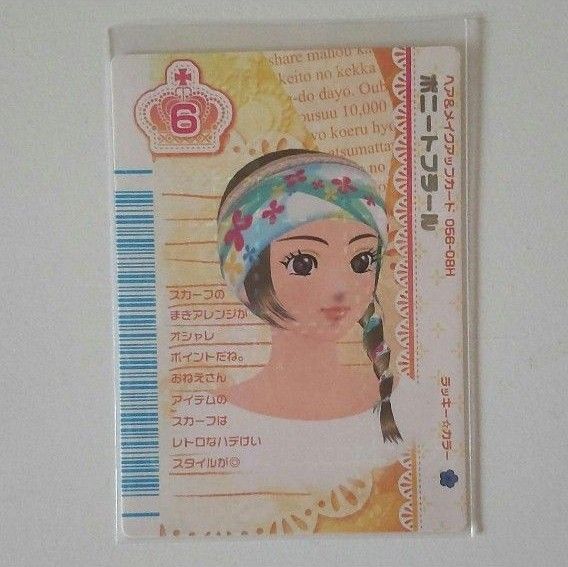 6
share mahou ka
keito no kekka
-do dayo. Oub
ousuu 10,000
wo koeru hyo
atsumatta
no
ヘア&メイクアップカード 056-08H
ボニートフラール
スカーフの
まきアレンジが
オシャレ
ポイントだね。
おねえさん
アイテムの
スカーフは
レトロなハデけい
スタイルが◎
ラッキー☆カラー